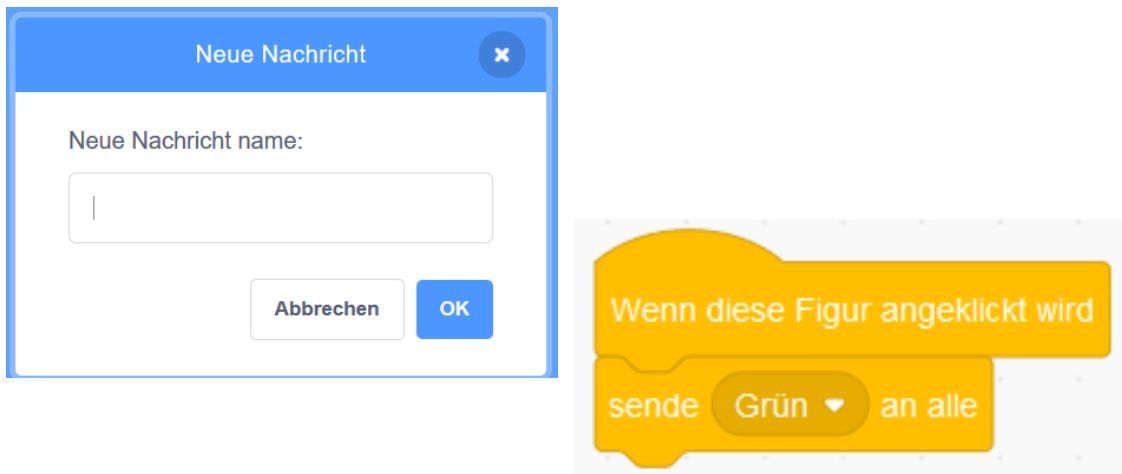 Neue Nachricht
Neue Nachricht name:
Abbrechen OK
Wenn diese Figur angeklickt wird
sende Grün an alle